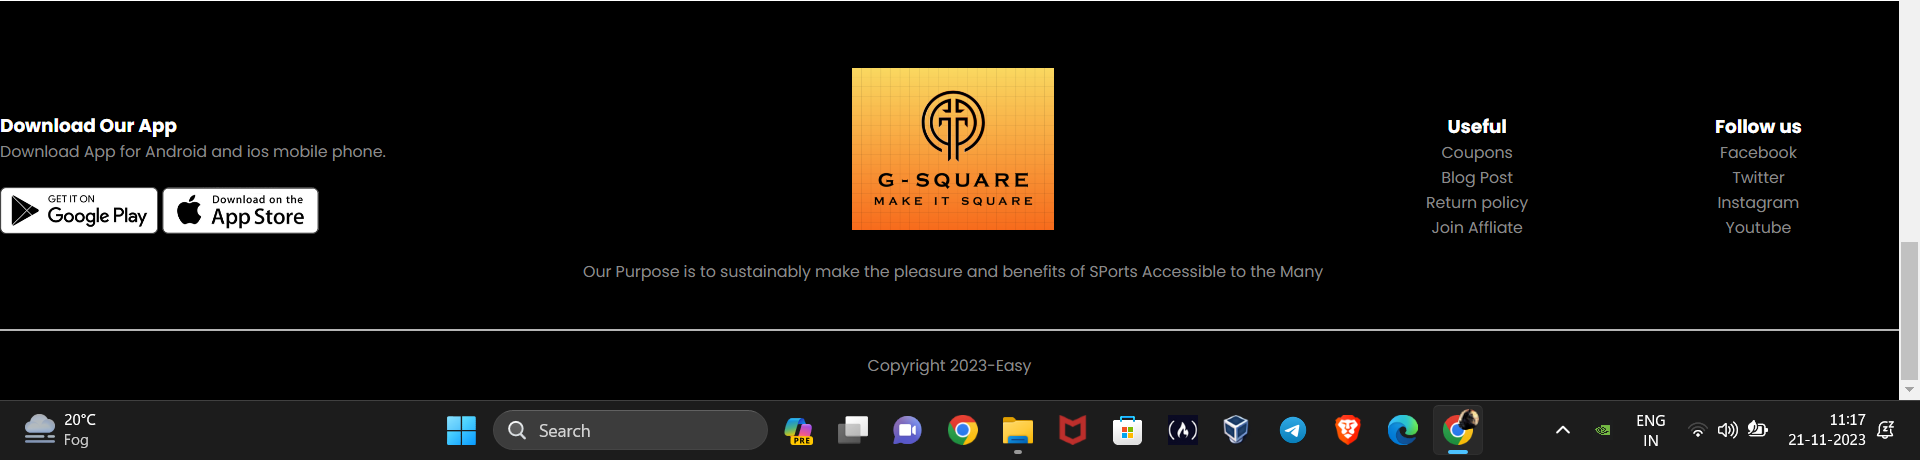 Download Our App
Download App for Android and ios mobile phone.
GET IT ON
Google Play
Download on the
App Store
G - SQUARE
MAKE IT SQUARE
Our Purpose is to sustainably make the pleasure and benefits of SPorts Accessible to the Many
Useful
Coupons
Blog Post
Return policy
Join Affliate
Follow us
Facebook
Twitter
Instagram
Youtube
Copyright 2023-Easy
20°C
Fog
Search
PRE
ENG
IN
11:17
21-11-2023